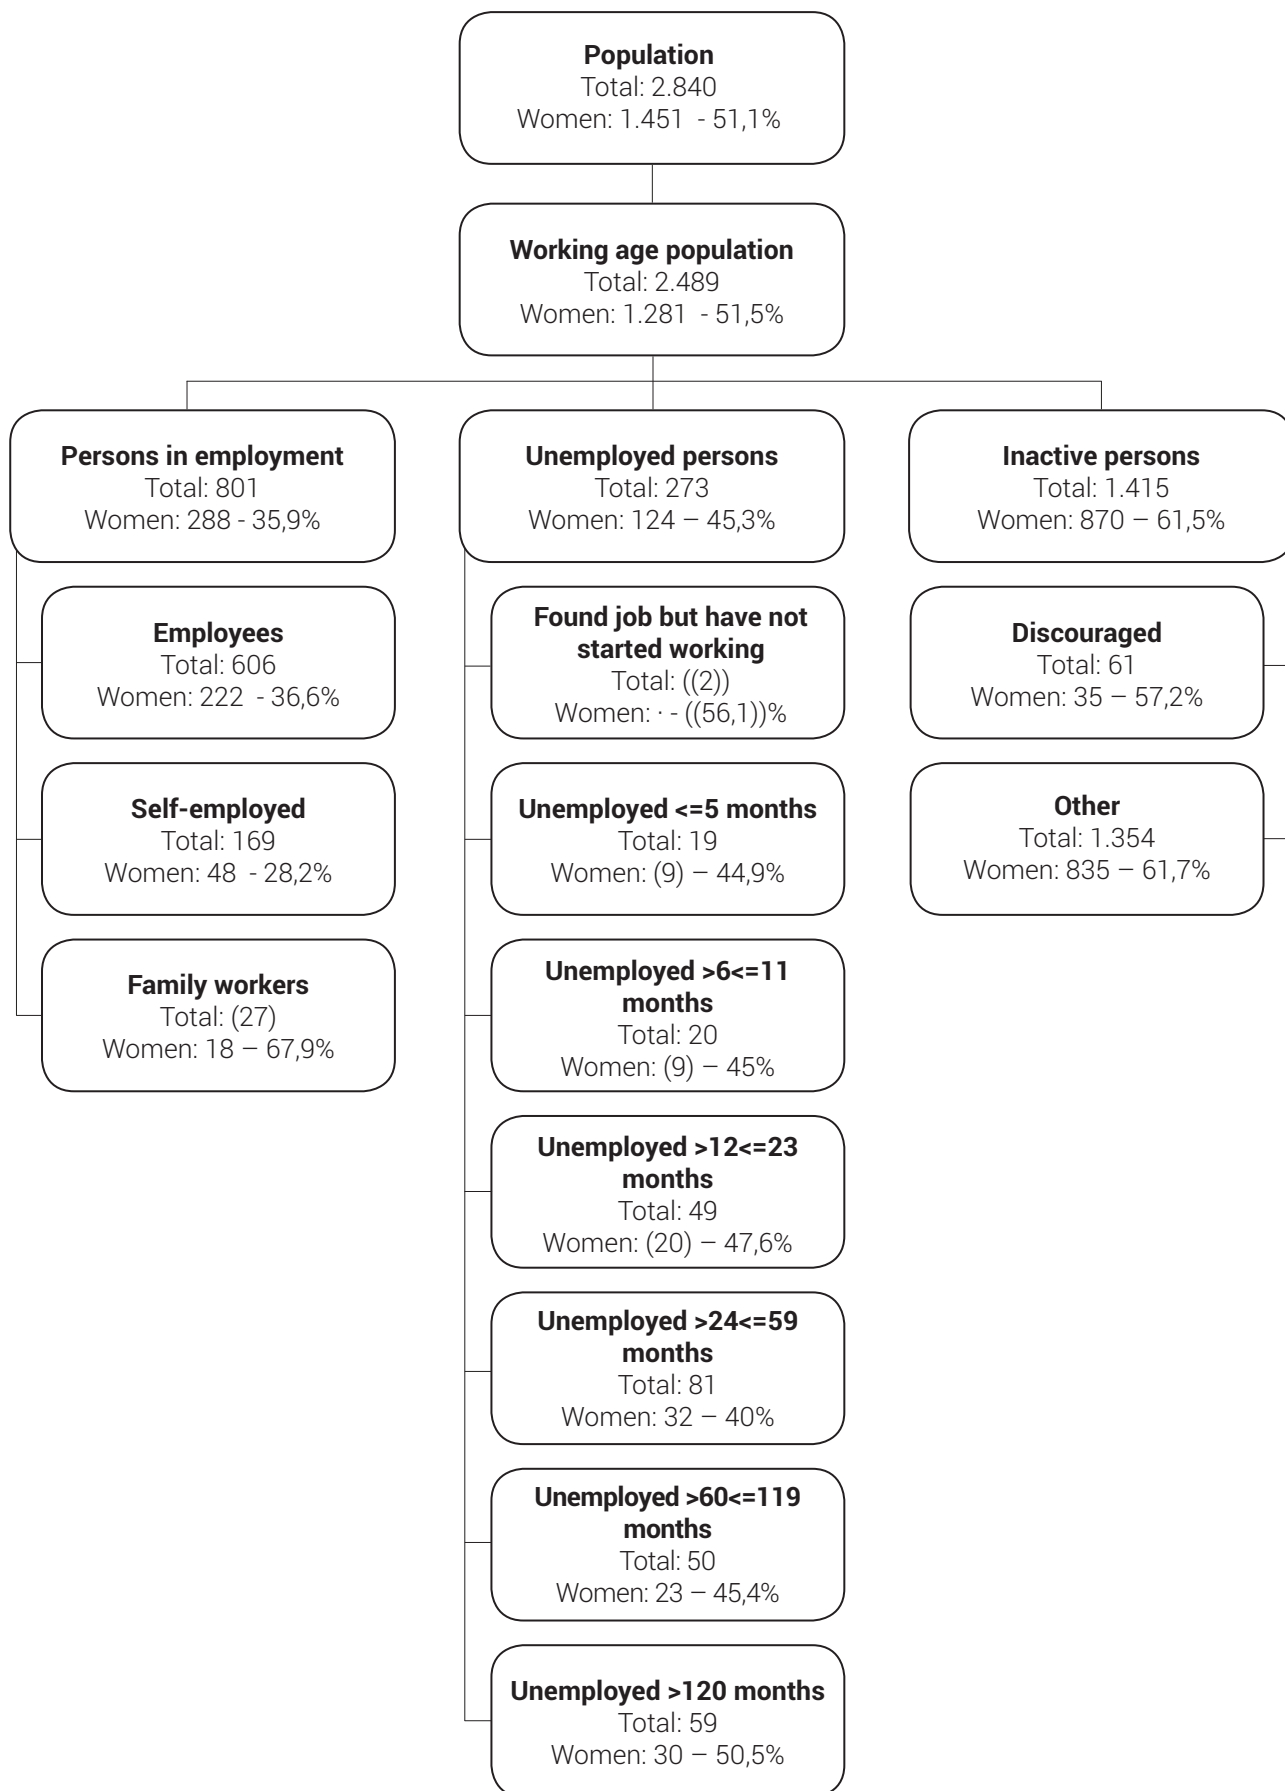 Population
Total: 2.840
Women: 1.451 - 51,1%
Working age population
Total: 2.489
Women: 1.281 - 51,5%
Persons in employment
Total: 801
Women: 288 - 35,9%
Employees
Total: 606
Women: 222 - 36,6%
Self-employed
Total: 169
Women: 48 - 28,2%
Family workers
Total: (27)
Women: 18 – 67,9%
Unemployed persons
Total: 273
Women: 124 – 45,3%
Found job but have not
started working
Total: ((2))
Women: · - ((56,1))%
Unemployed <=5 months
Total: 19
Women: (9) – 44,9%
Unemployed >6<=11
months
Total: 20
Women: (9) – 45%
Unemployed >12<=23
months
Total: 49
Women: (20) – 47,6%
Unemployed >24<=59
months
Total: 81
Women: 32 – 40%
Unemployed >60<=119
months
Total: 50
Women: 23 – 45,4%
Unemployed >120 months
Total: 59
Women: 30 – 50,5%
Inactive persons
Total: 1.415
Women: 870 – 61,5%
Discouraged
Total: 61
Women: 35 – 57,2%
Other
Total: 1.354
Women: 835 – 61,7%